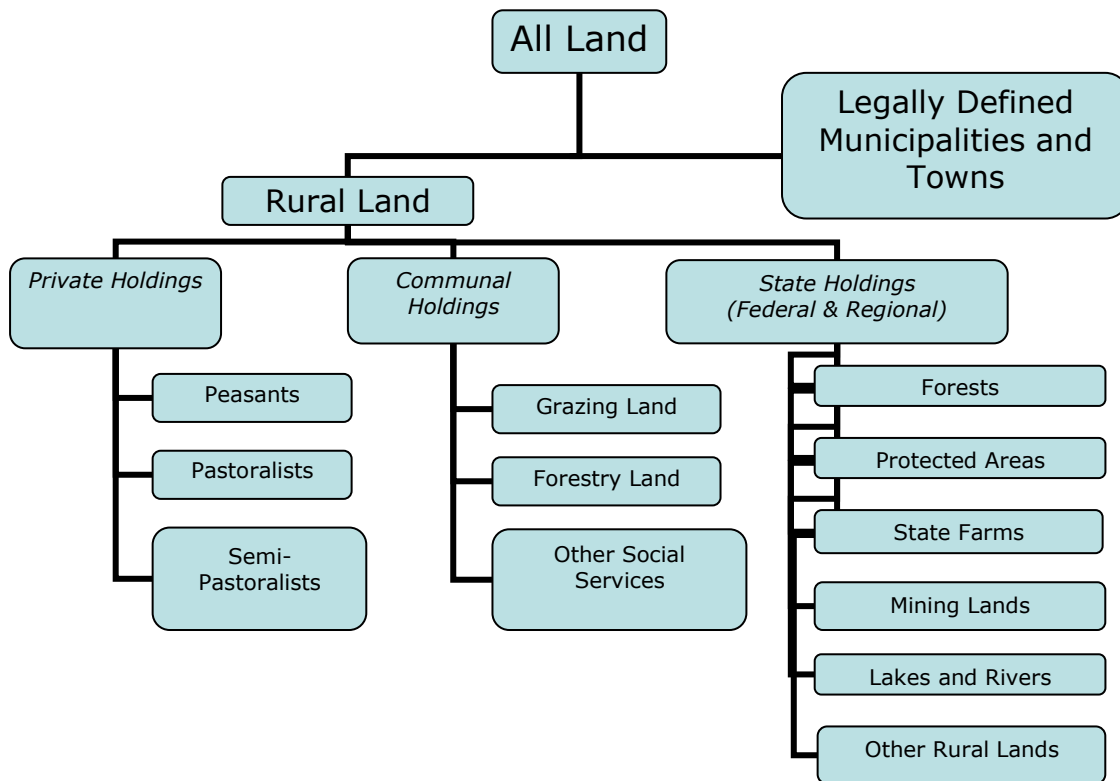 All Land
Legally Defined
Municipalities and
Towns
Rural Land
Private Holdings
Communal
Holdings
State Holdings
(Federal & Regional)
Peasants
Pastoralists
Semi-
Pastoralists
Grazing Land
Forestry Land
Other Social
Services
Forests
Protected Areas
State Farms
Mining Lands
Lakes and Rivers
Other Rural Lands